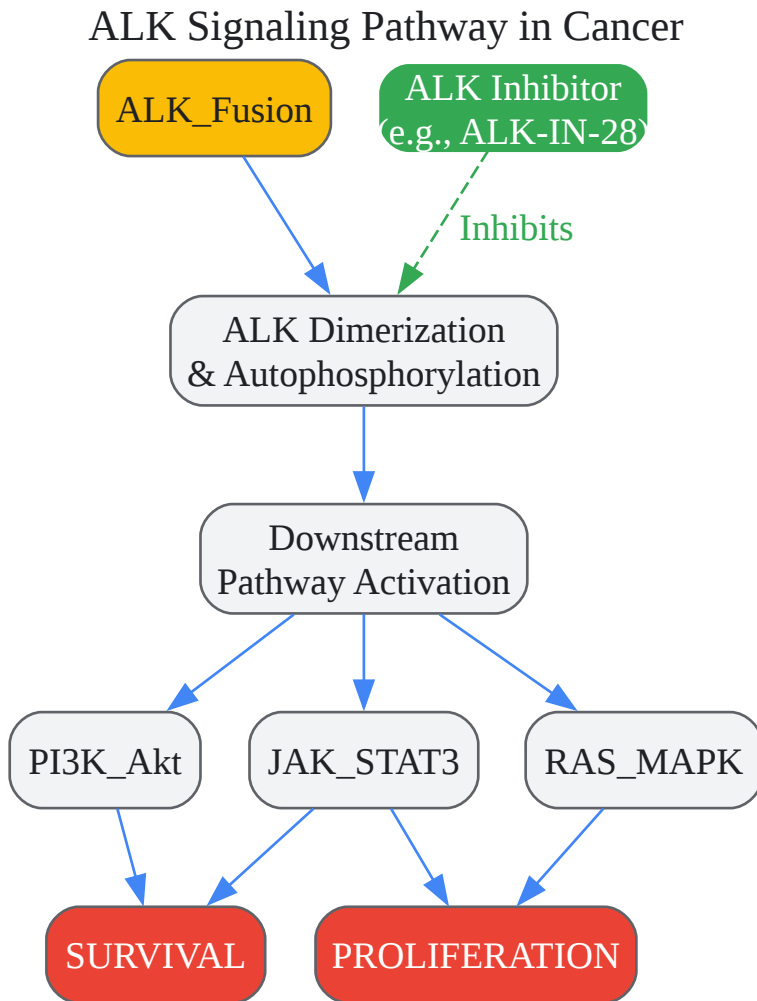 ALK Signaling Pathway in Cancer
ALK_Fusion
ALK Inhibitor
(e.g., ALK-IN-28)
Inhibits
ALK Dimerization
& Autophosphorylation
Downstream
Pathway Activation
PI3K_Akt
JAK_STAT3
RAS_MAPK
SURVIVAL
PROLIFERATION